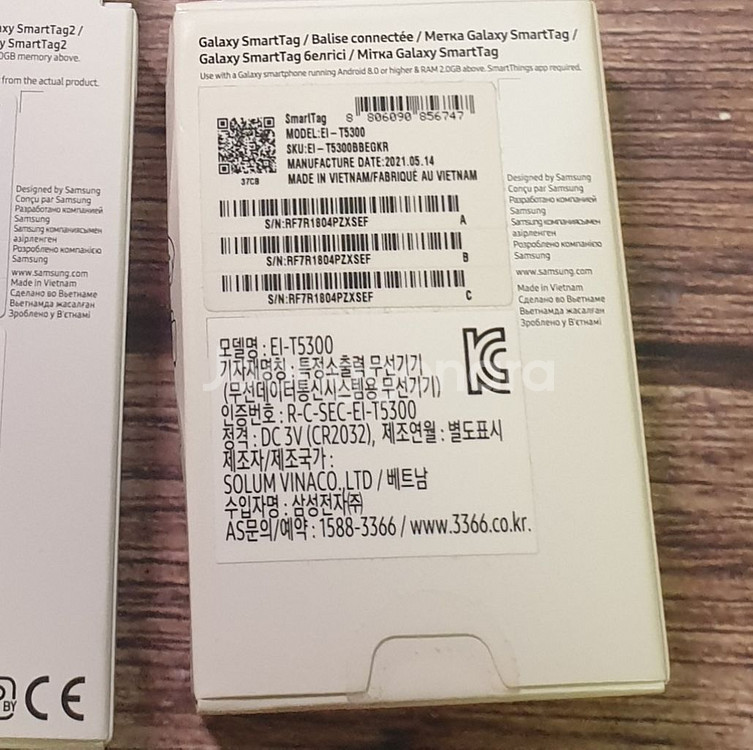 xy SmartTag2 /
y SmartTag2
0GB memory above.
from the actual product.
Designed by Samsung
Conçu par Samsung
Разработано компанией
Samsung
Samsung компаниясымен
әзірленген
Розроблено компанією
Samsung
www.samsung.com
Made in Vietnam
Сделано во Вьетнаме
Вьетнамда жасалған
Зроблено у В'єтнамі
BY CE
Galaxy SmartTag / Balise connectée / Метка Galaxy SmartTag /
Galaxy SmartTag белгісі / Мітка Galaxy SmartTag
Use with a Galaxy smartphone running Android 8.0 or higher & RAM 2.0GB above. SmartThings app required.
SmartTag
8 806090 856747
MODEL:EI-T5300
SKU:EI-T5300BBEGKR
MANUFACTURE DATE:2021.05.14
MADE IN VIETNAM/FABRIQUÉ AU VIETNAM
37CB
S/N:RF7R1804PZXSEF A
S/N:RF7R1804PZXSEF B
S/N:RF7R1804PZXSEF C
Designed by Samsung
Conçu par Samsung
Разработано компанией
Samsung
Samsung компаниясымен
әзірленген
Розроблено компанією
Samsung
www.samsung.com
Made in Vietnam
Сделано во Вьетнаме
Вьетнамда жасалған
Зроблено у В'єтнамі
모델명 : EI-T5300
기자재명칭 : 특정소출력 무선기기
(무선데이터통신시스템용 무선기기)
인증번호 : R-C-SEC-EI-T5300
정격 : DC 3V (CR2032), 제조연월 : 별도표시
제조자/제조국가 :
SOLUM VINACO.,LTD / 베트남
수입자명 : 삼성전자㈜
AS문의/예약 : 1588-3366 / www.3366.co.kr.